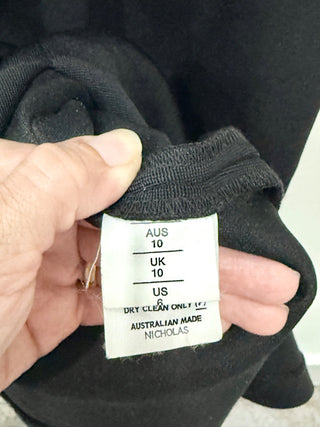 AUS
10
UK
10
US
6
DRY CLEAN ONLY (P)
AUSTRALIAN MADE
NICHOLAS